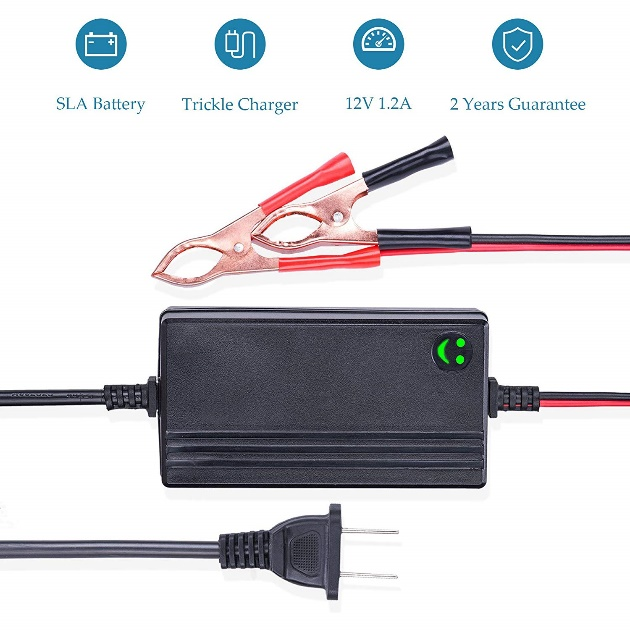 SLA Battery
Trickle Charger
12V 1.2A
2 Years Guarantee